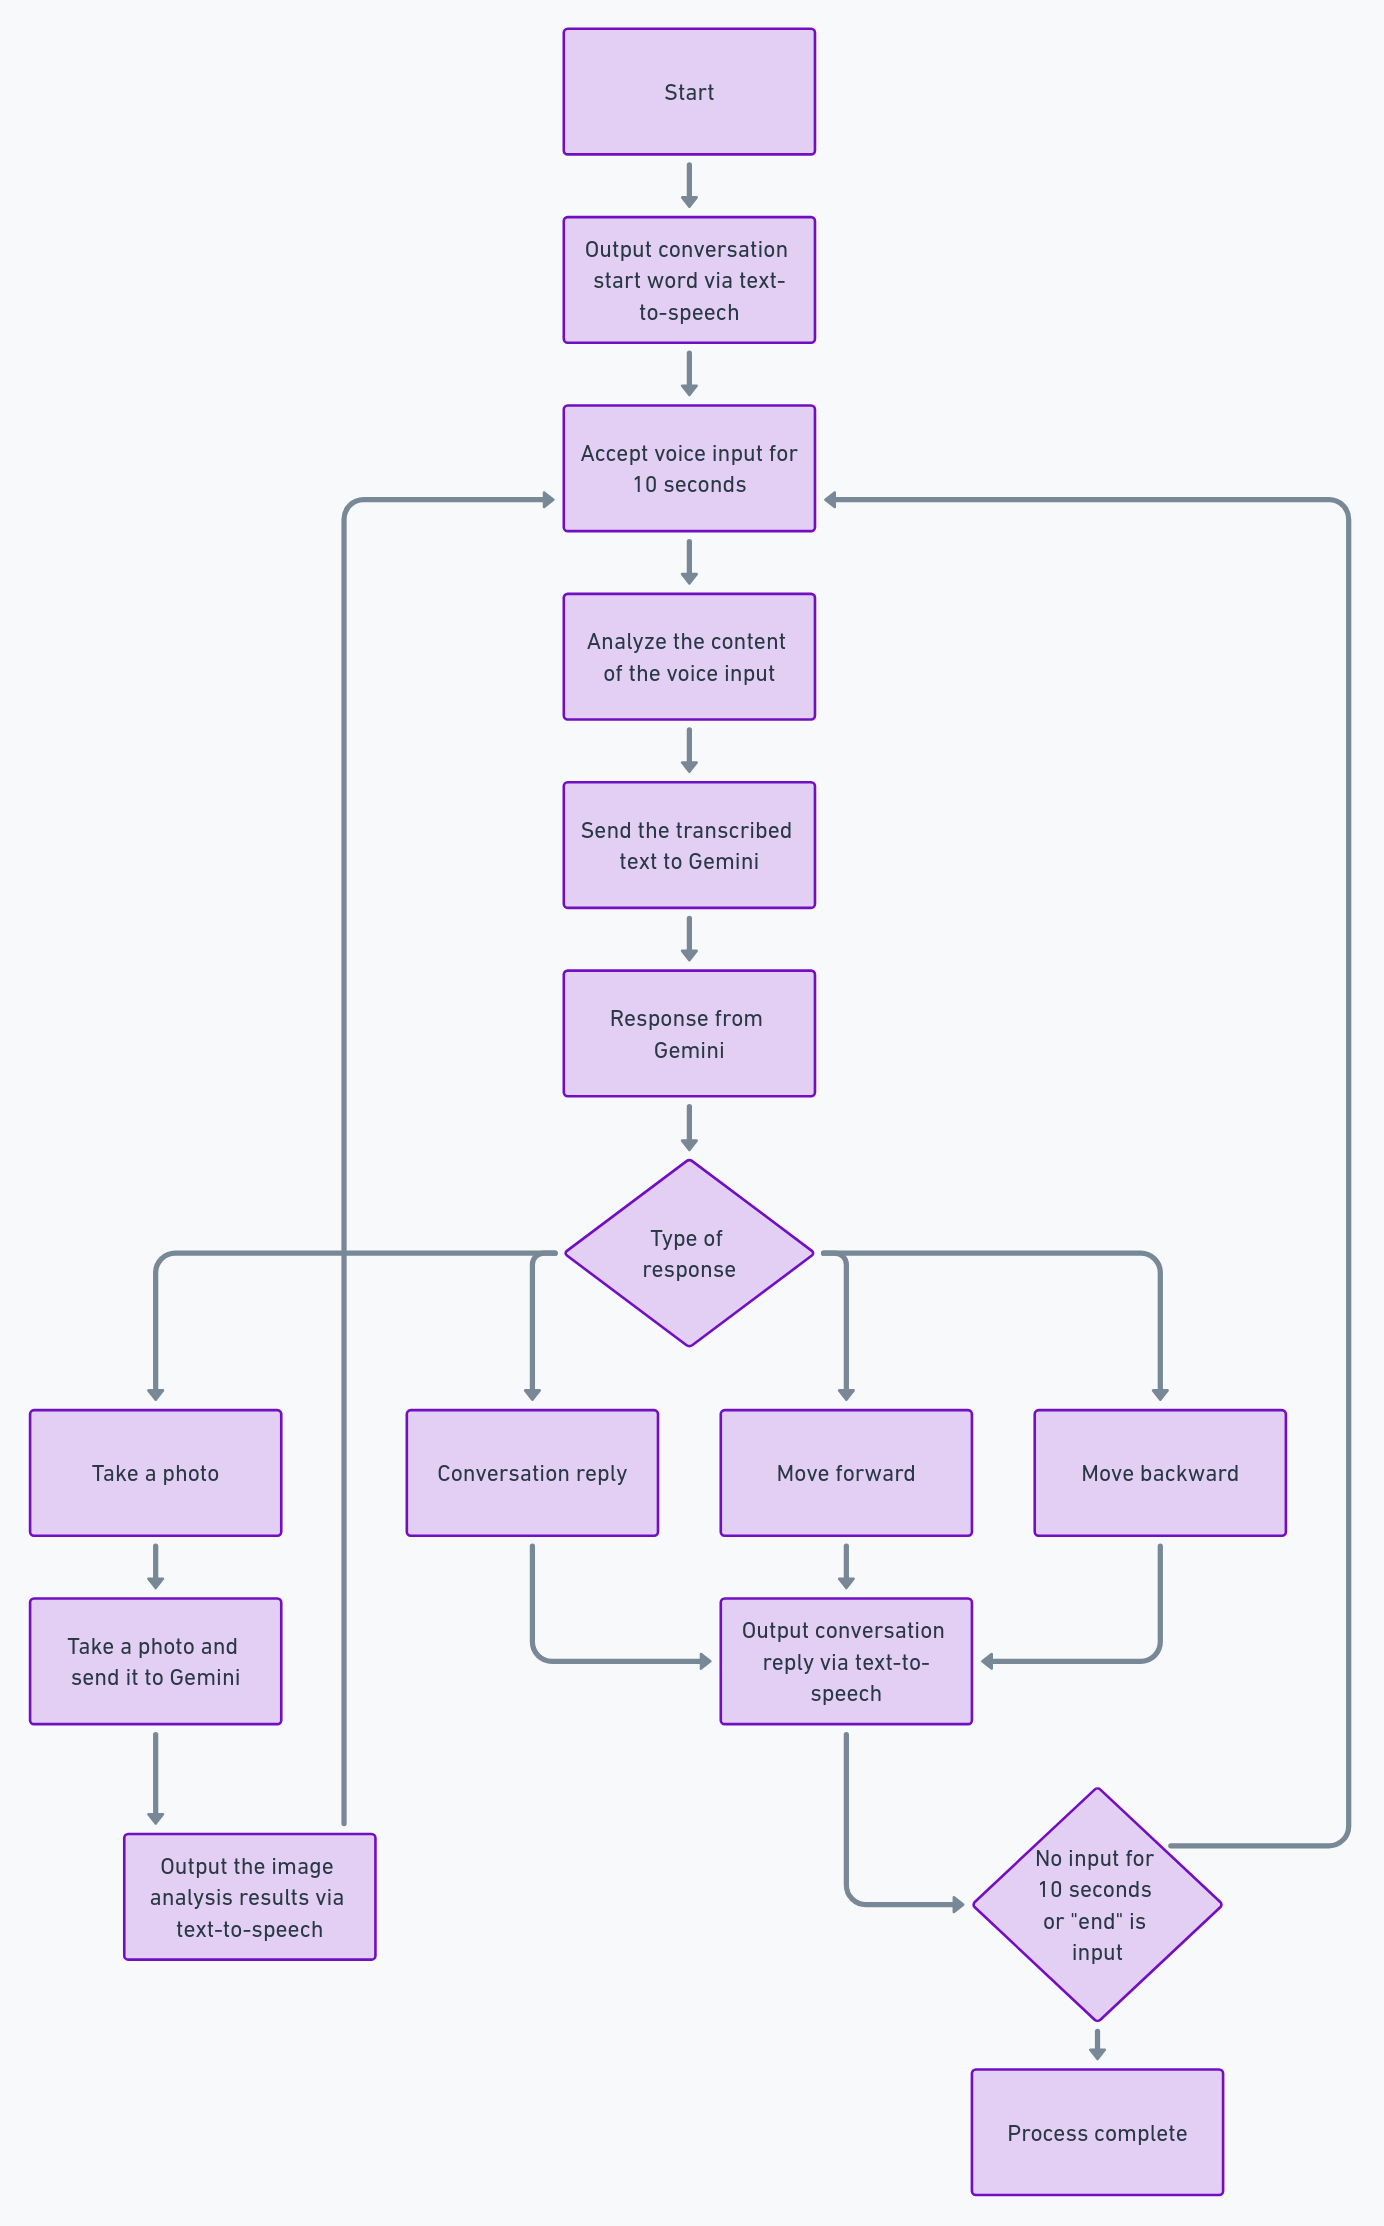 Start
Output conversation
start word via text-
to-speech
Accept voice input for
10 seconds
Analyze the content
of the voice input
Send the transcribed
text to Gemini
Response from
Gemini
Type of
response
Take a photo
Conversation reply
Move forward
Move backward
Take a photo and
send it to Gemini
Output conversation
reply via text-to-
speech
Output the image
analysis results via
text-to-speech
No input for
10 seconds
or "end" is
input
Process complete